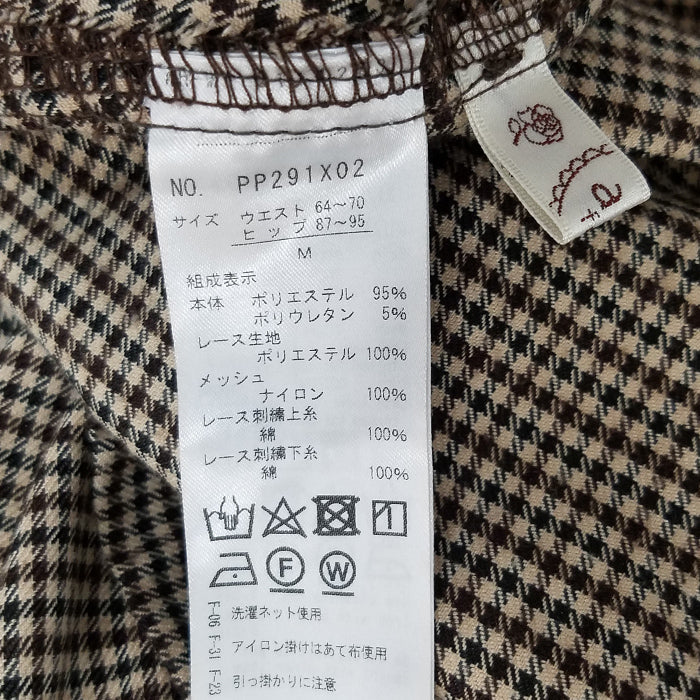 NO. PP291X02
サイズ ウエスト 64〜70
ヒップ 87〜95
M
組成表示
本体 ポリエステル 95%
ポリウレタン 5%
レース生地
ポリエステル 100%
メッシュ
ナイロン 100%
レース刺繍上糸
綿 100%
レース刺繍下糸
綿 100%
1
F W
F-06 洗濯ネット使用
F-31 アイロン掛けはあて布使用
F-23 引っ掛かりに注意